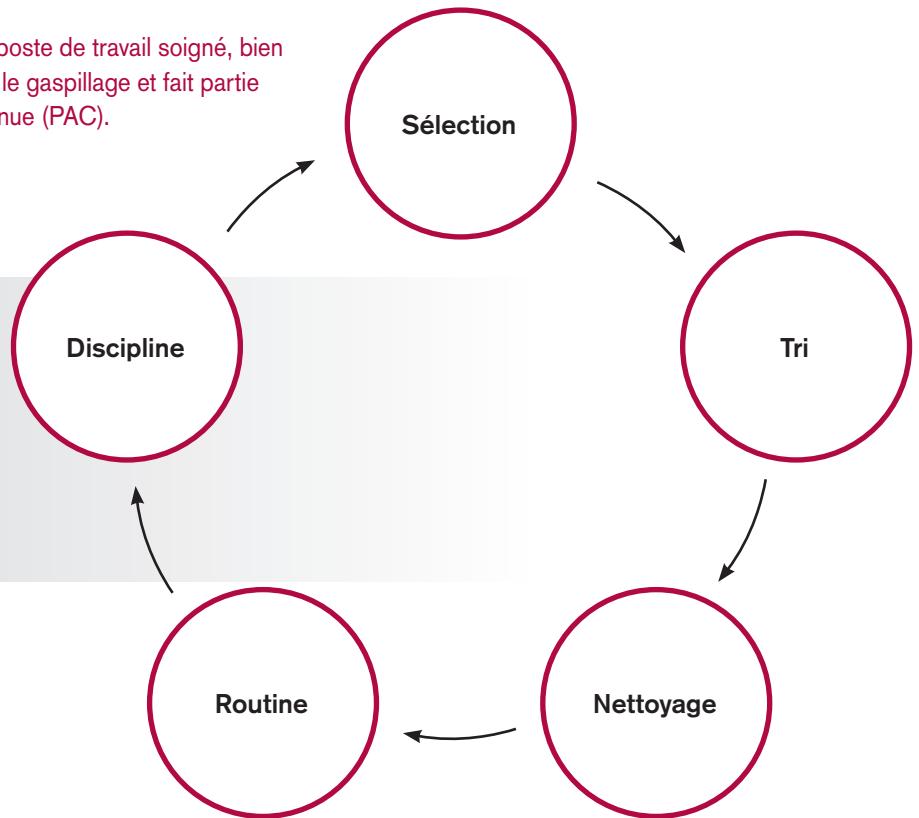 poste de travail soigné, bien
le gaspillage et fait partie
nue (PAC).
Sélection
Tri
Nettoyage
Routine
Discipline